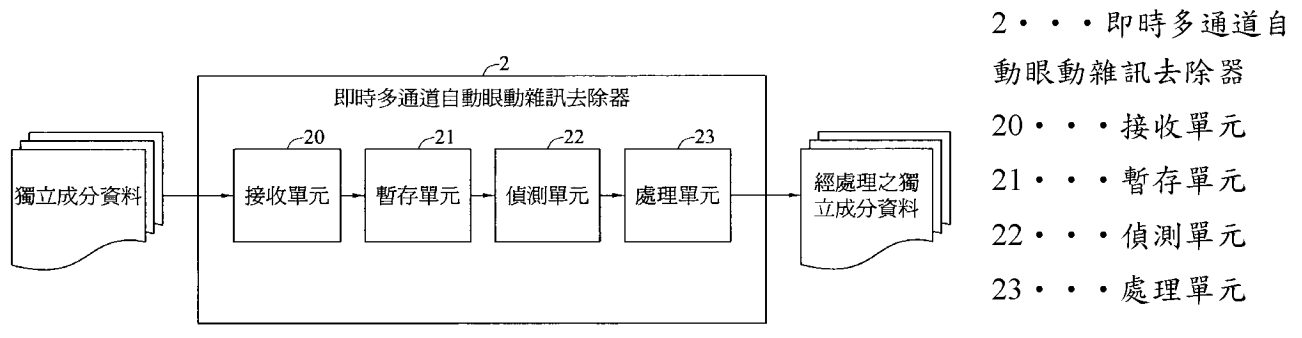 2
即時多通道自動眼動雜訊去除器
20
21
22
23
獨立成分資料
接收單元
暫存單元
偵測單元
處理單元
經處理之獨
立成分資料
2・・・即時多通道自
動眼動雜訊去除器
20・・・接收單元
21・・・暫存單元
22・・・偵測單元
23・・・處理單元